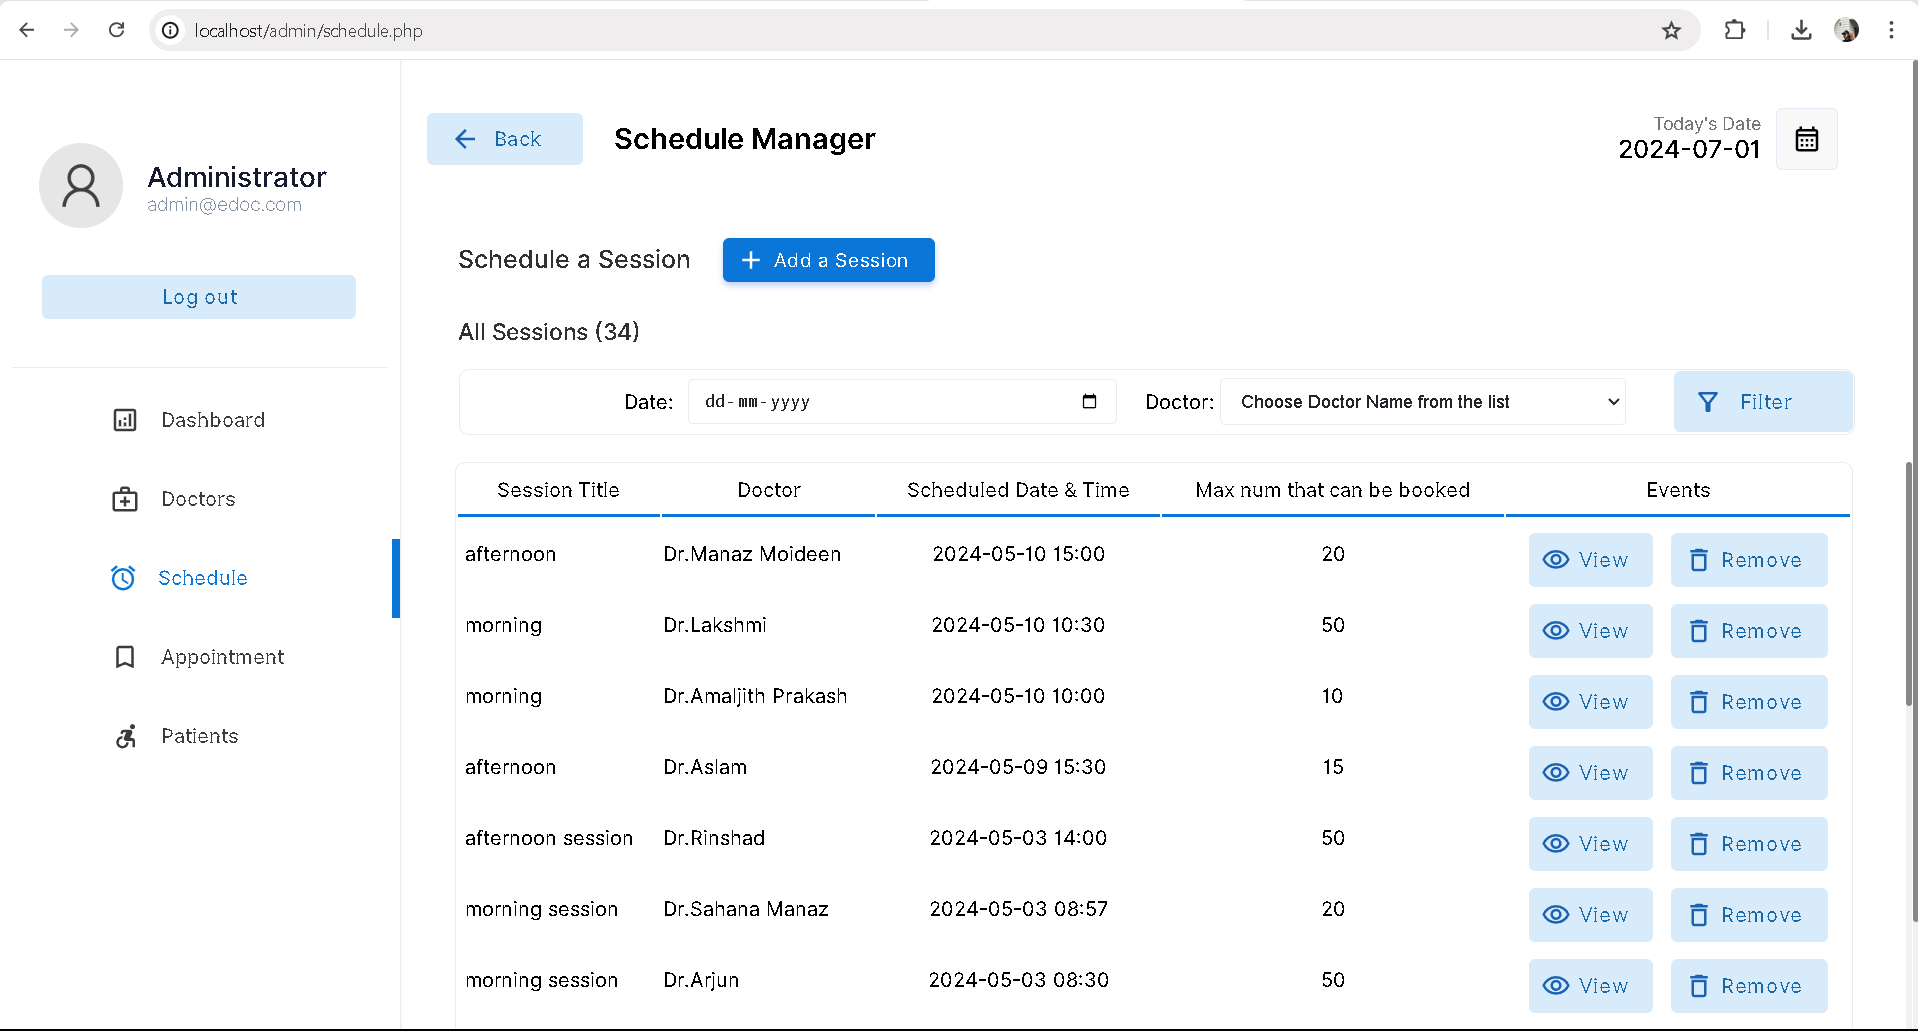 localhost/admin/schedule.php
Administrator
admin@edoc.com
Log out
Dashboard
Doctors
Schedule
Appointment
Patients
Back
Schedule Manager
Today's Date
2024-07-01
Schedule a Session
Add a Session
All Sessions (34)
Date: dd-mm-yyyy Doctor: Choose Doctor Name from the list Filter
Session Title Doctor Scheduled Date & Time Max num that can be booked Events
afternoon Dr.Manaz Moideen 2024-05-10 15:00 20 View Remove
morning Dr.Lakshmi 2024-05-10 10:30 50 View Remove
morning Dr.Amaljith Prakash 2024-05-10 10:00 10 View Remove
afternoon Dr.Aslam 2024-05-09 15:30 15 View Remove
afternoon session Dr.Rinshad 2024-05-03 14:00 50 View Remove
morning session Dr.Sahana Manaz 2024-05-03 08:57 20 View Remove
morning session Dr.Arjun 2024-05-03 08:30 50 View Remove